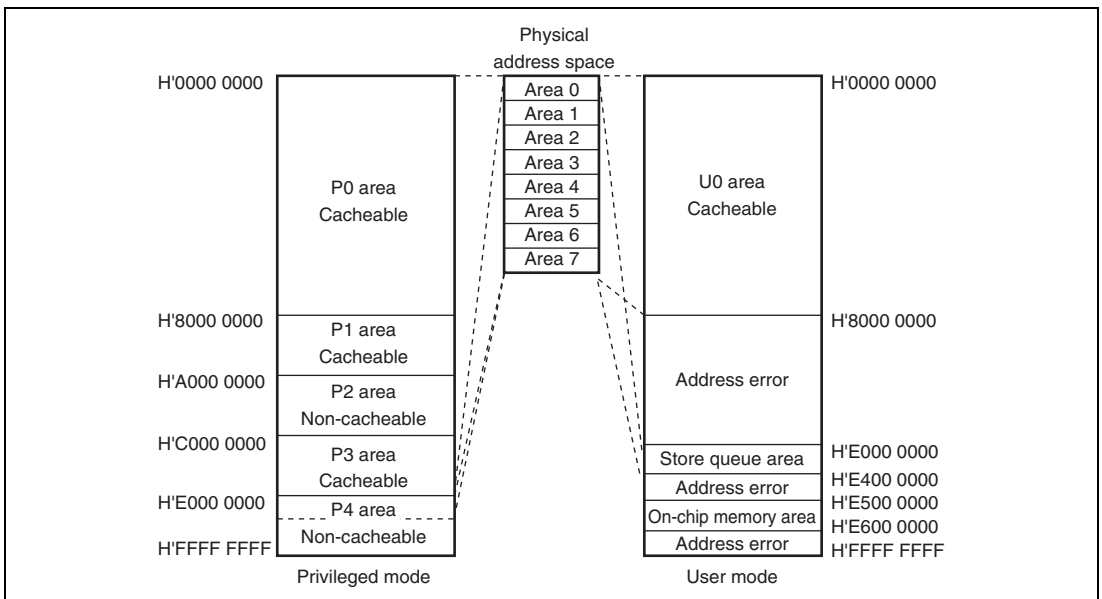 Physical
address space
H'0000 0000
P0 area
Cacheable
H'8000 0000
P1 area
Cacheable
H'A000 0000
P2 area
Non-cacheable
H'C000 0000
P3 area
Cacheable
H'E000 0000
P4 area
Non-cacheable
H'FFFF FFFF
Privileged mode
Area 0
Area 1
Area 2
Area 3
Area 4
Area 5
Area 6
Area 7
H'0000 0000
U0 area
Cacheable
H'8000 0000
Address error
H'E000 0000
Store queue area
H'E400 0000
Address error
H'E500 0000
On-chip memory area
H'E600 0000
Address error
H'FFFF FFFF
User mode